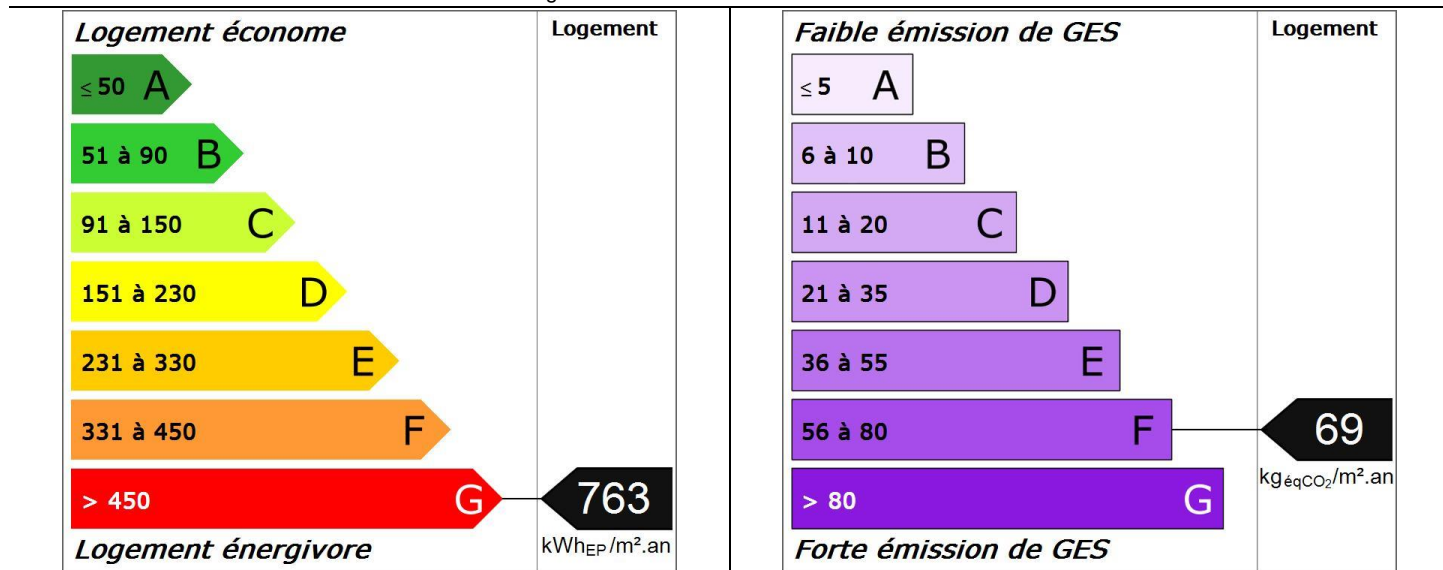 Logement économe
Logement
≤ 50 A
51 à 90 B
91 à 150 C
151 à 230 D
231 à 330 E
331 à 450 F
> 450 G
763
kWhEP/m².an
Logement énergivore
Faible émission de GES
Logement
≤ 5 A
6 à 10 B
11 à 20 C
21 à 35 D
36 à 55 E
56 à 80 F
69
kgéqCO₂/m².an
> 80 G
Forte émission de GES